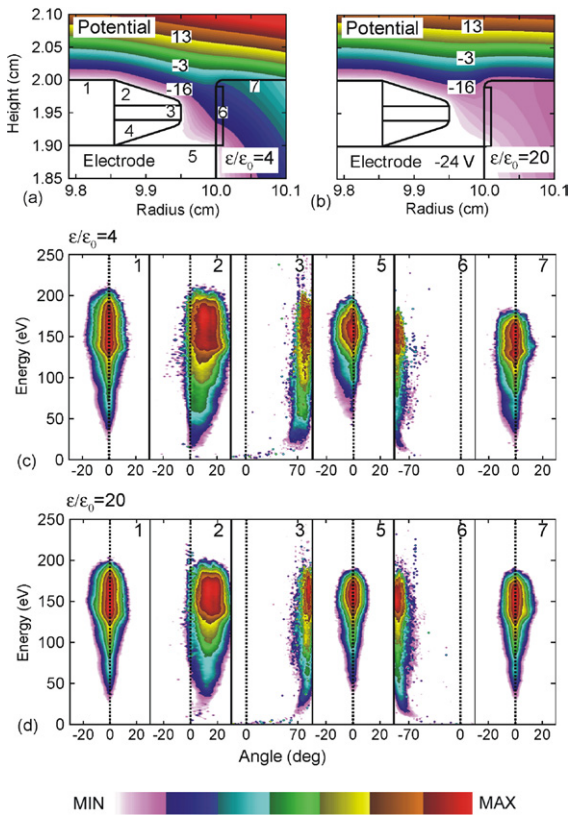 2.10 Potential 13 Potential 13
2.05 -3 -3
Height (cm) 2.00 1 2 -16 7 -16
1.95 3 6
1.90 4
Electrode 5 ε/ε0=4 Electrode -24 V ε/ε0=20
1.85
9.8 9.9 10.0 10.1 9.8 9.9 10.0 10.1
(a) Radius (cm) (b) Radius (cm)
ε/ε0=4
250 1 2 3 5 6 7
200
150
Energy (eV)
100
50
0
(c) -20 0 20 0 20 0 70 -20 0 20 -70 0 -20 0 20
ε/ε0=20
250 1 2 3 5 6 7
200
150
Energy (eV)
100
50
0
(d) -20 0 20 0 20 0 70 -20 0 20 -70 0 -20 0 20
Angle (deg)
MIN MAX